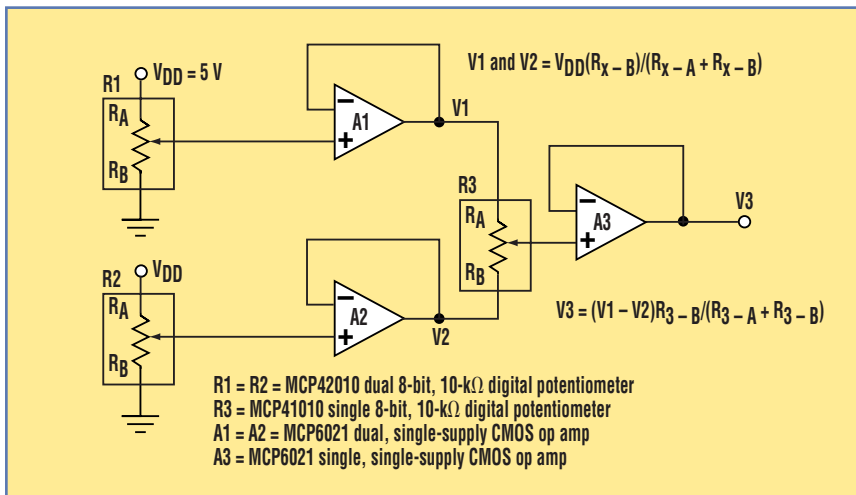 V1 and V2 = VDD(Rx – B)/(Rx – A + Rx – B)
VDD = 5 V
R1
RA
RB
–
+
A1
V1
R3
RA
RB
–
+
A3
V3
VDD
R2
RA
RB
–
+
A2
V2
V3 = (V1 – V2)R3 – B/(R3 – A + R3 – B)
R1 = R2 = MCP42010 dual 8-bit, 10-kΩ digital potentiometer
R3 = MCP41010 single 8-bit, 10-kΩ digital potentiometer
A1 = A2 = MCP6021 dual, single-supply CMOS op amp
A3 = MCP6021 single, single-supply CMOS op amp